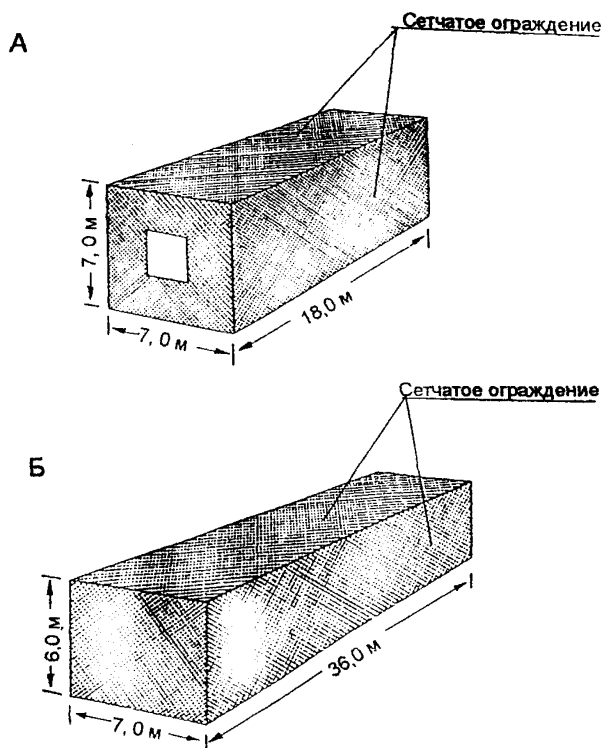 Сетчатое ограждение
А
7,0 м
7,0 м
18,0 м
Сетчатое ограждение
Б
6,0 м
7,0 м
36,0 м